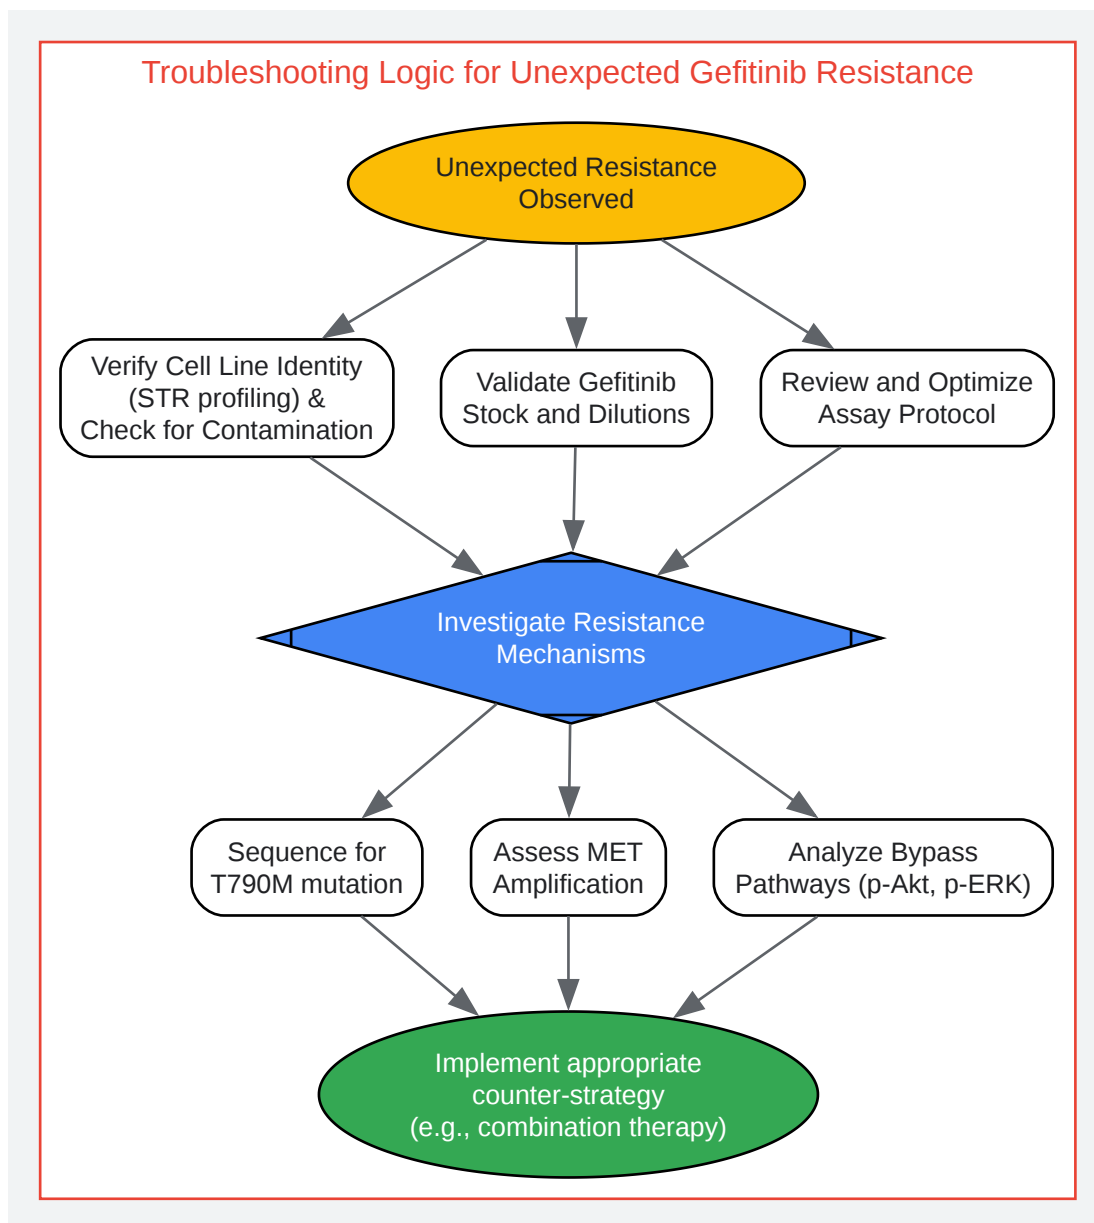 Troubleshooting Logic for Unexpected Gefitinib Resistance
Unexpected Resistance
Observed
Verify Cell Line Identity
(STR profiling) &
Check for Contamination
Validate Gefitinib
Stock and Dilutions
Review and Optimize
Assay Protocol
Investigate Resistance
Mechanisms
Sequence for
T790M mutation
Assess MET
Amplification
Analyze Bypass
Pathways (p-Akt, p-ERK)
Implement appropriate
counter-strategy
(e.g., combination therapy)